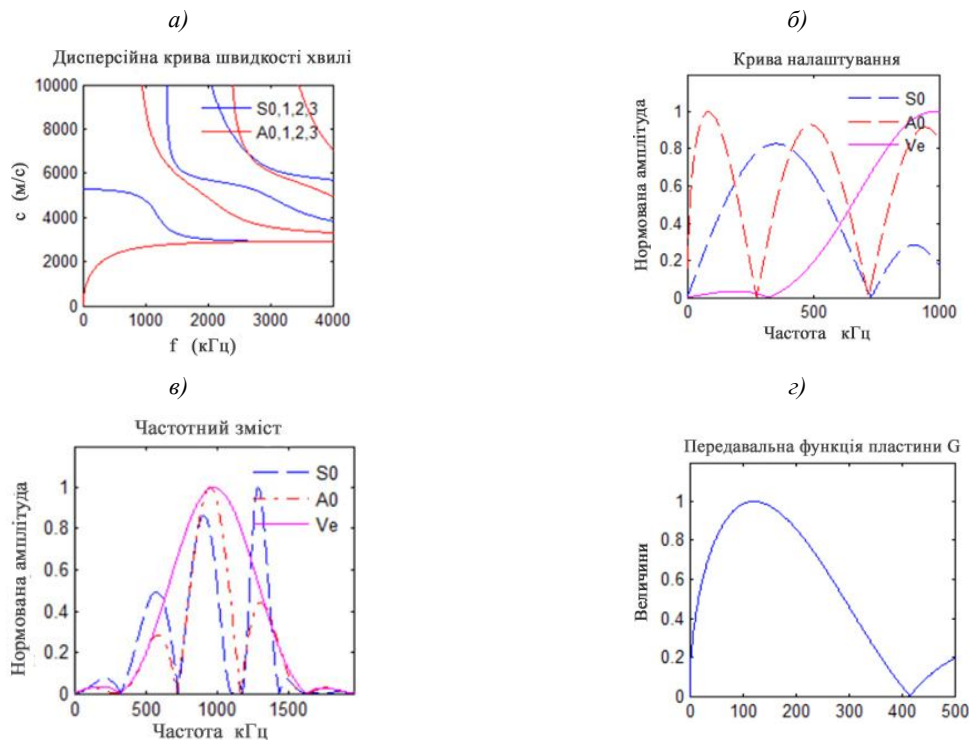 а)
Дисперсійна крива швидкості хвилі
10000
8000
6000
4000
2000
0
c (м/с)
S0,1,2,3
A0,1,2,3
0 1000 2000 3000 4000
f (кГц)
б)
Крива налаштування
1
0.8
0.6
0.4
0.2
0
Нормована амплітуда
S0
A0
Ve
0 500 1000
Частота кГц
в)
Частотний зміст
1
0.8
0.6
0.4
0.2
0
Нормована амплітуда
S0
A0
Ve
0 500 1000 1500
Частота кГц
г)
Передавальна функція пластини G
1
0.8
0.6
0.4
0.2
0
Величини
0 100 200 300 400 500